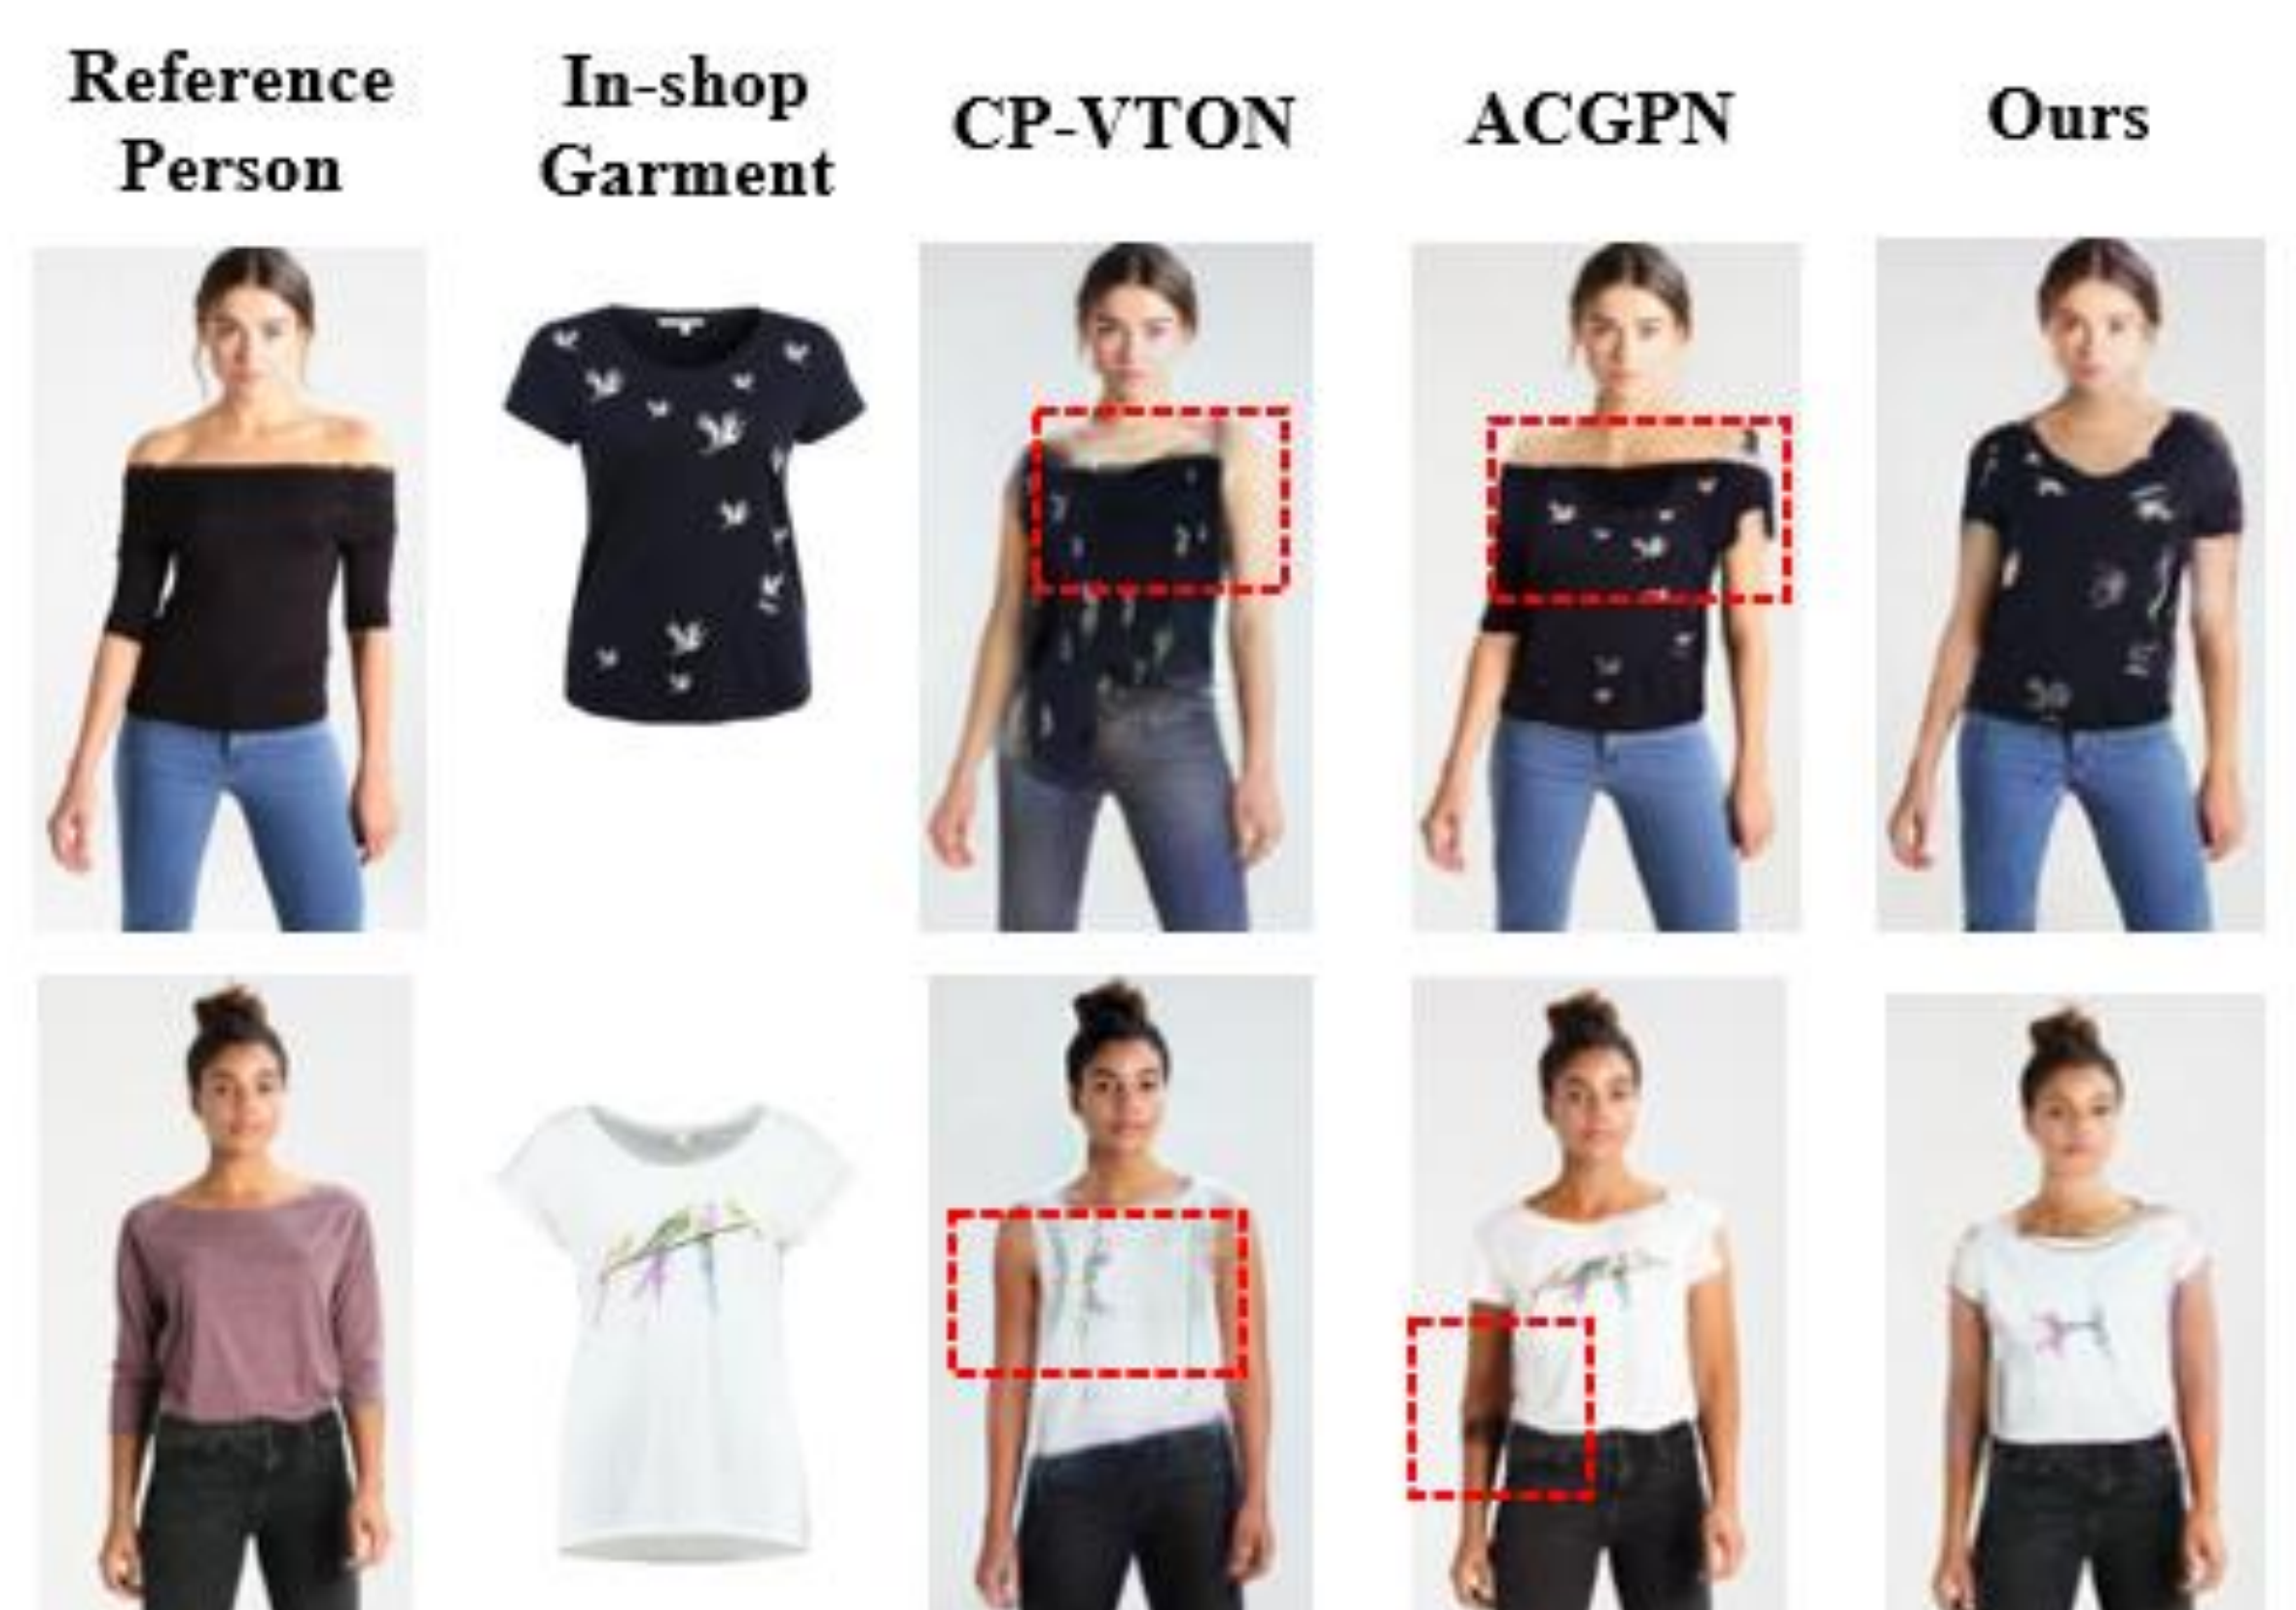 Reference
Person
In-shop
Garment
CP-VTON
ACGPN
Ours